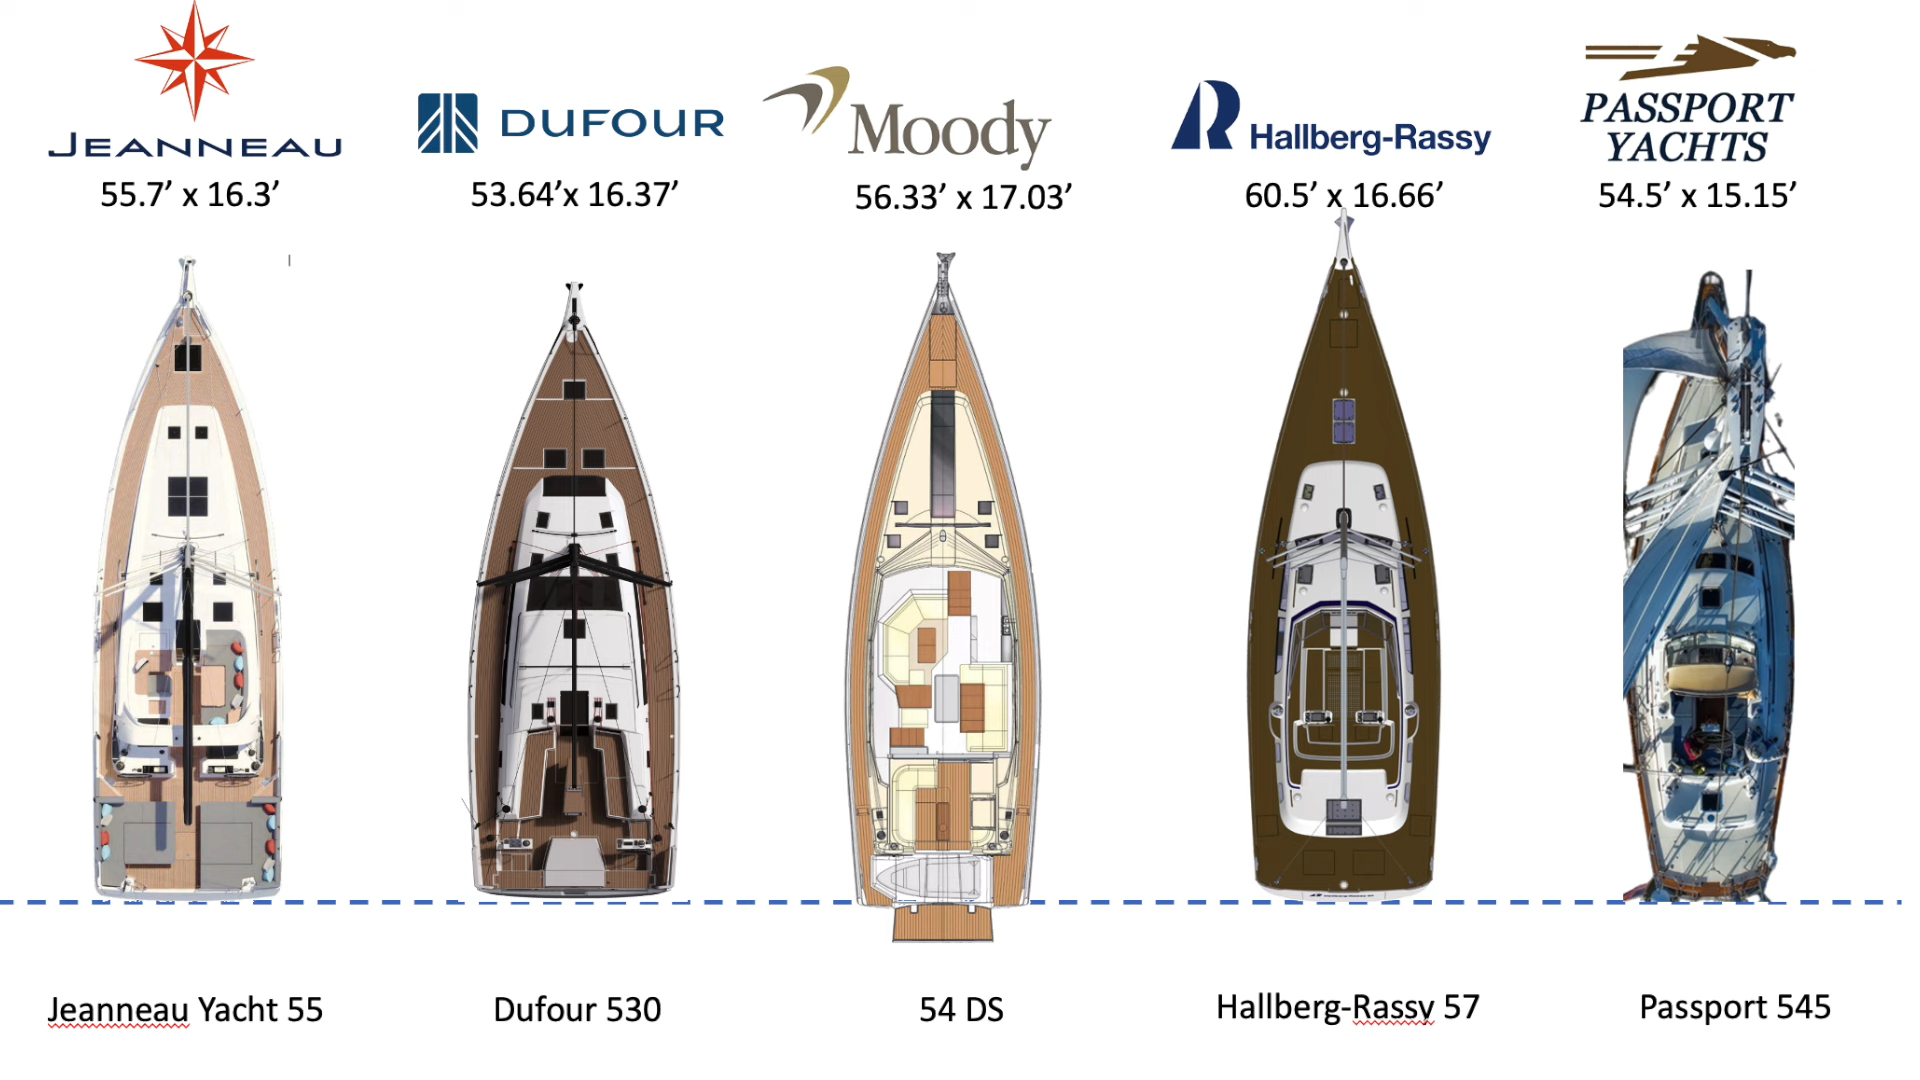 JEANNEAU
55.7’ x 16.3’
DUFOUR
53.64’x 16.37’
Moody
56.33’ x 17.03’
Hallberg-Rassy
60.5’ x 16.66’
PASSPORT
YACHTS
54.5’ x 15.15’
Jeanneau Yacht 55
Dufour 530
54 DS
Hallberg-Rassy 57
Passport 545